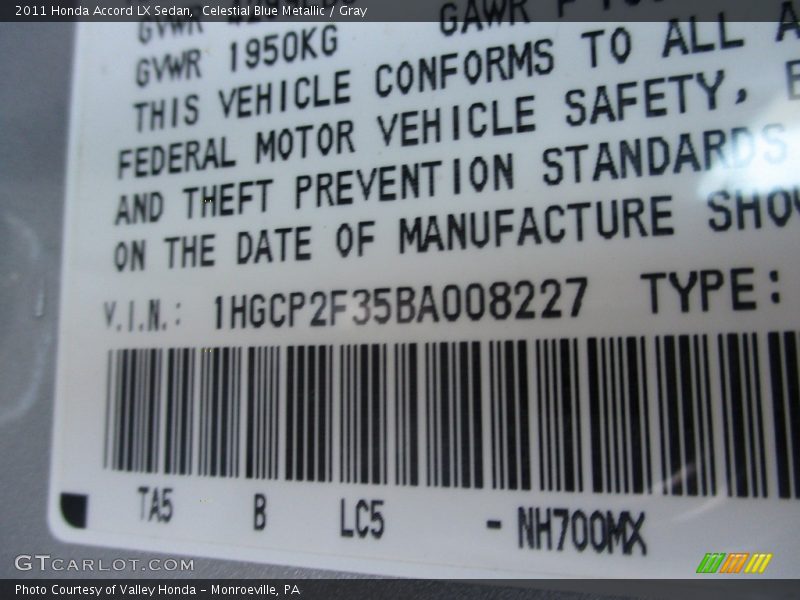 2011 Honda Accord LX Sedan, Celestial Blue Metallic / Gray
GVWR
GVWR 1950KG GAWR F
THIS VEHICLE CONFORMS TO ALL
FEDERAL MOTOR VEHICLE SAFETY,
AND THEFT PREVENTION STANDARDS
ON THE DATE OF MANUFACTURE
V.I.N.: 1HGCP2F35BA008227 TYPE:
TA5 B LC5 - NH700MX
GTCARLOT.COM
Photo Courtesy of Valley Honda - Monroeville, PA